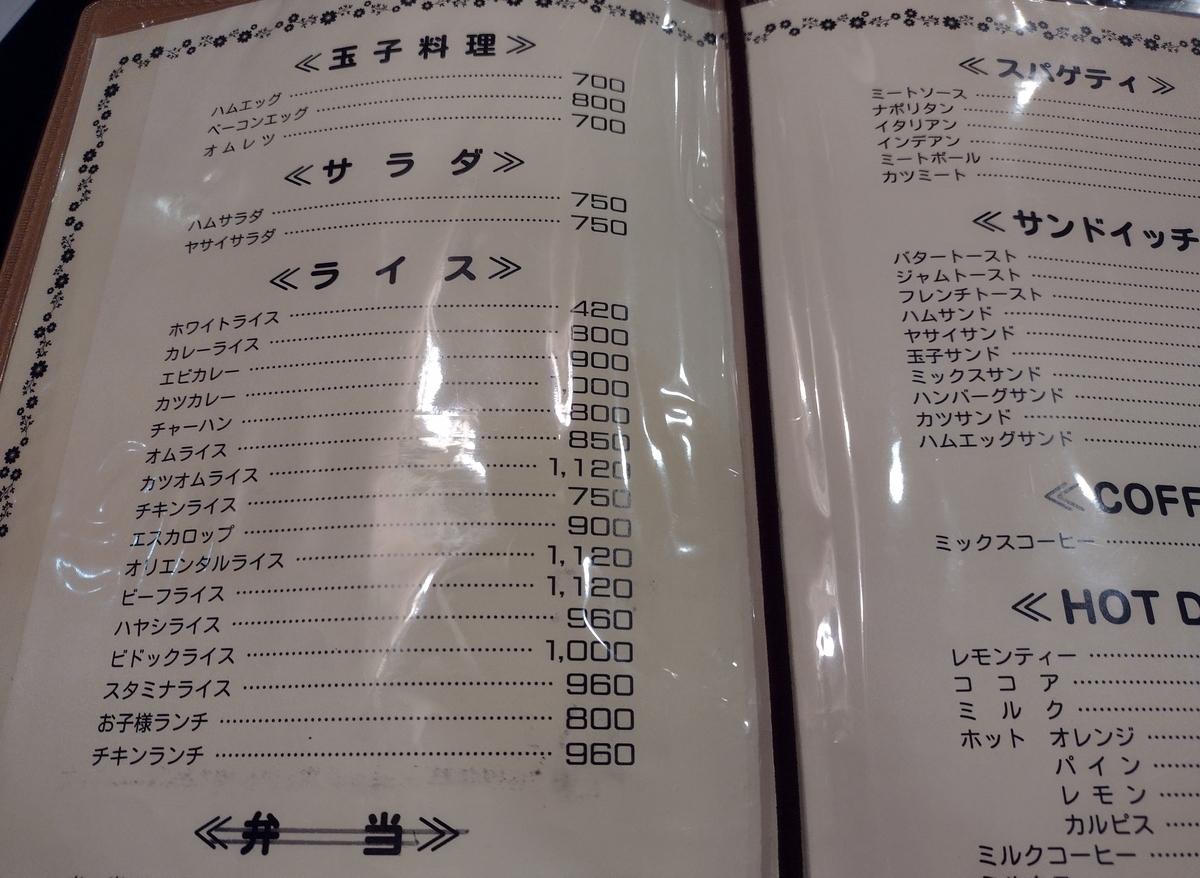 ≪玉子料理≫
ハムエッグ 700
ベーコンエッグ 800
オムレツ 700
≪サラダ≫
ハムサラダ 750
ヤサイサラダ 750
≪ライス≫
ホワイトライス 420
カレーライス 800
エビカレー 900
カツカレー
チャーハン 800
オムライス 850
カツオムライス 1,120
チキンライス 750
エスカロップ 900
オリエンタルライス 1,120
ビーフライス 1,120
ハヤシライス 960
ビドックライス 1,000
スタミナライス 960
お子様ランチ 800
チキンランチ 960
≪弁当≫
≪スパゲティ≫
ミートソース
ナポリタン
イタリアン
インデアン
ミートボール
カツミート
≪サンドイッチ
バタートースト
ジャムトースト
フレンチトースト
ハムサンド
ヤサイサンド
玉子サンド
ミックスサンド
ハンバーグサンド
カツサンド
ハムエッグサンド
≪COFF
ミックスコーヒー
≪HOT D
レモンティー
ココア
ミルク
ホット オレンジ
パイン
レモン
カルピス
ミルクコーヒー